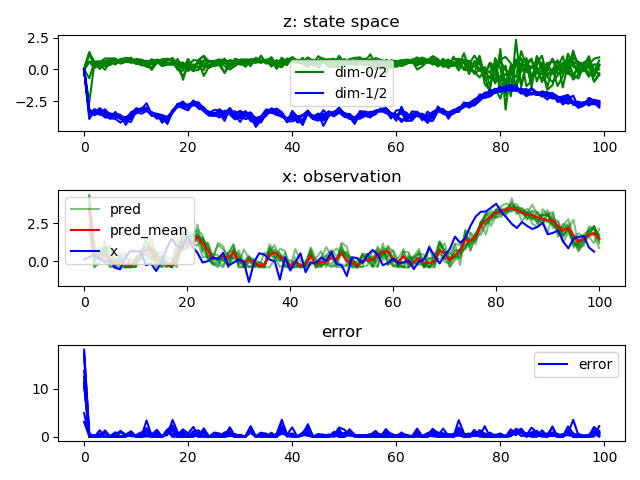 z: state space
2.5
0.0
−2.5
dim-0/2
dim-1/2
0 20 40 60 80 100
x: observation
2.5
0.0
pred
pred_mean
x
0 20 40 60 80 100
error
10
0
error
0 20 40 60 80 100